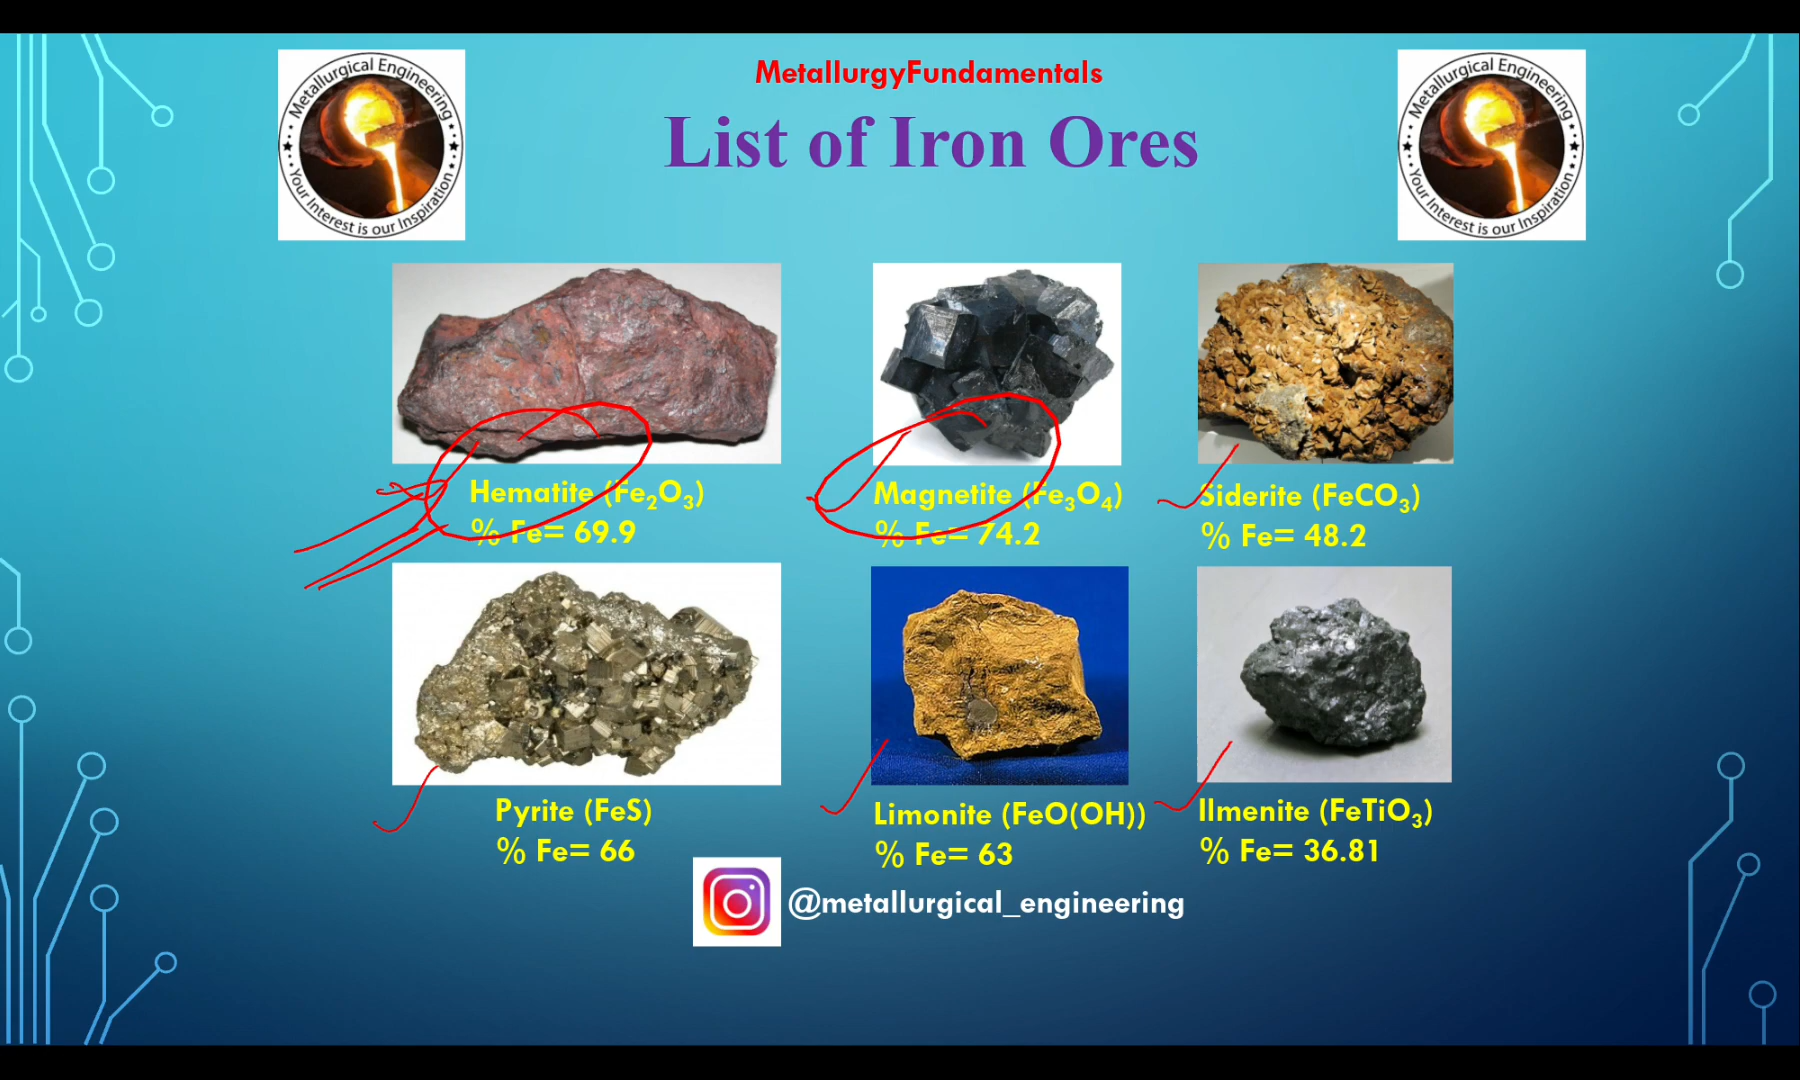 MetallurgyFundamentals
List of Iron Ores
Metallurgical Engineering
Your Interest is our Inspiration
Metallurgical Engineering
Your Interest is our Inspiration
Hematite (Fe₂O₃)
% Fe= 69.9
Magnetite (Fe₃O₄)
% Fe= 74.2
Siderite (FeCO₃)
% Fe= 48.2
Pyrite (FeS)
% Fe= 66
Limonite (FeO(OH))
% Fe= 63
Ilmenite (FeTiO₃)
% Fe= 36.81
@metallurgical_engineering